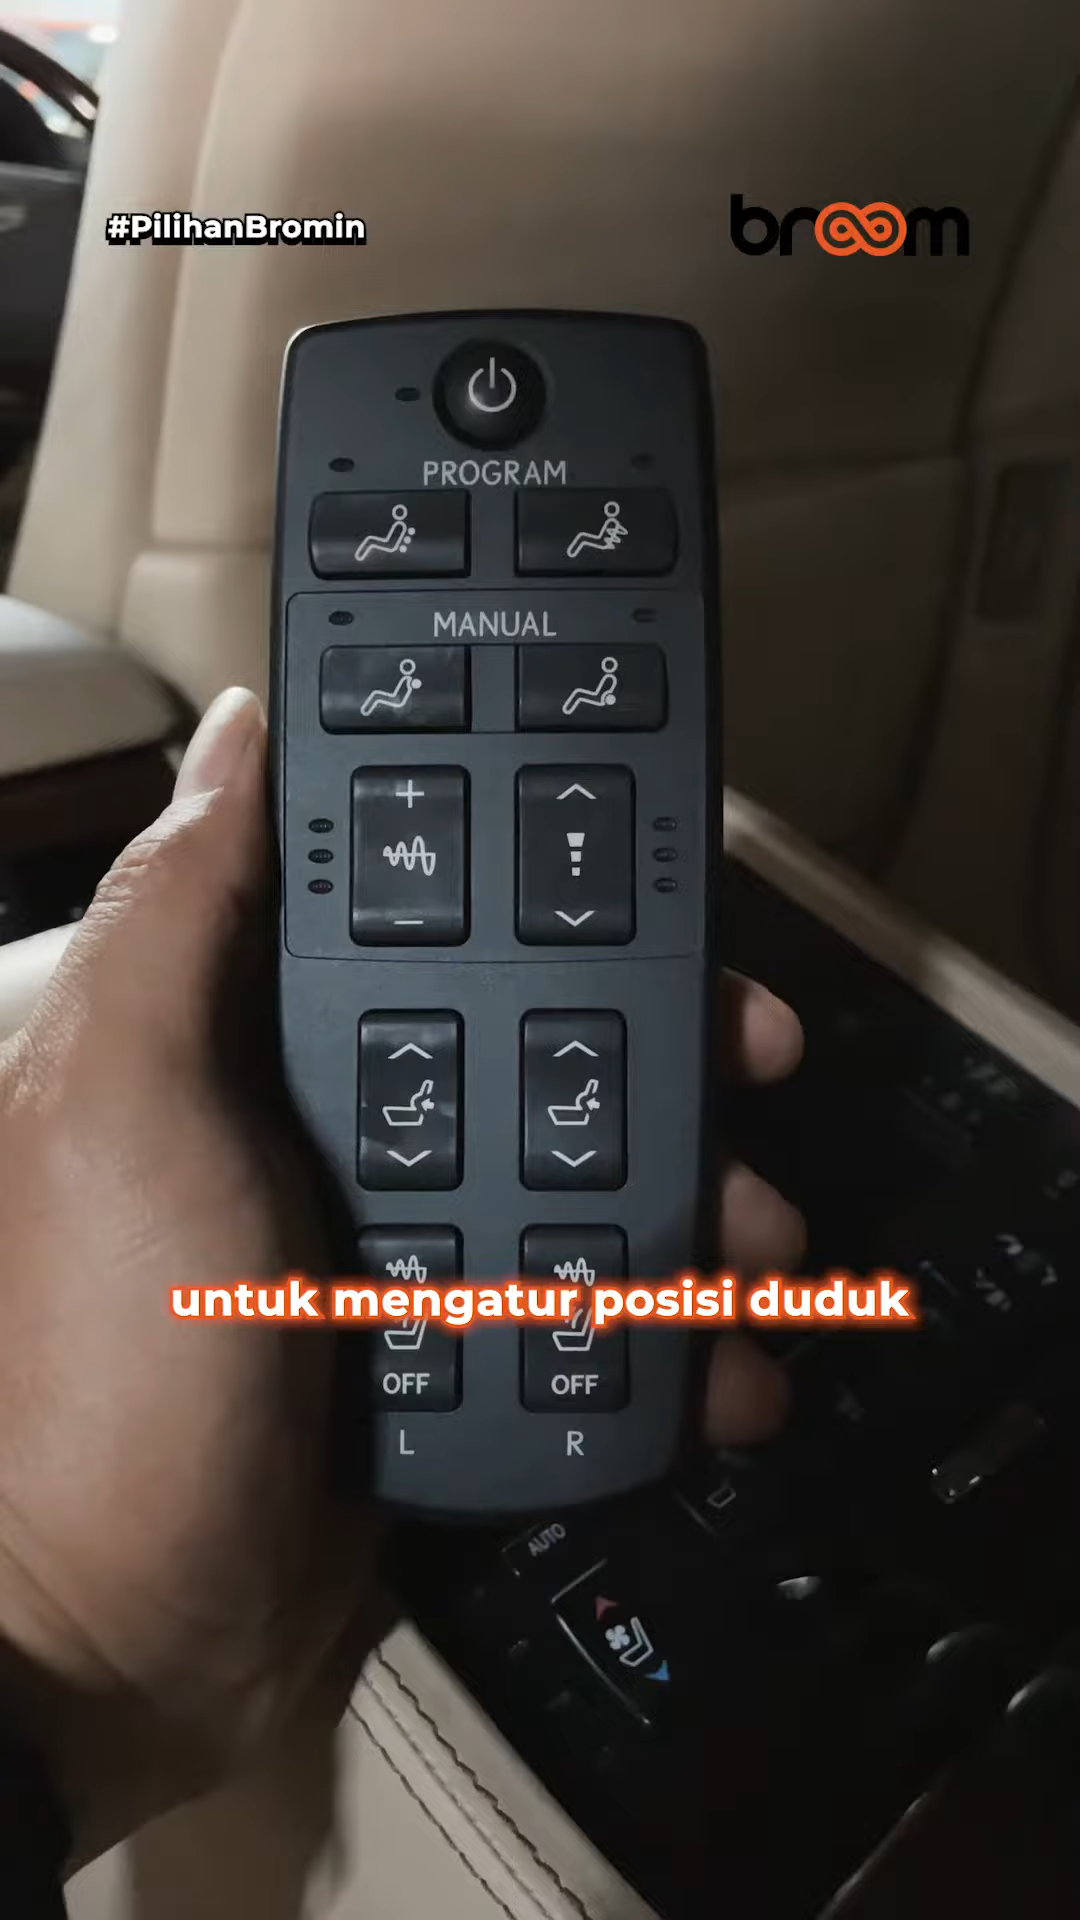 #PilihanBromin
broom
PROGRAM
MANUAL
untuk mengatur posisi duduk
OFF OFF
L R
AUTO